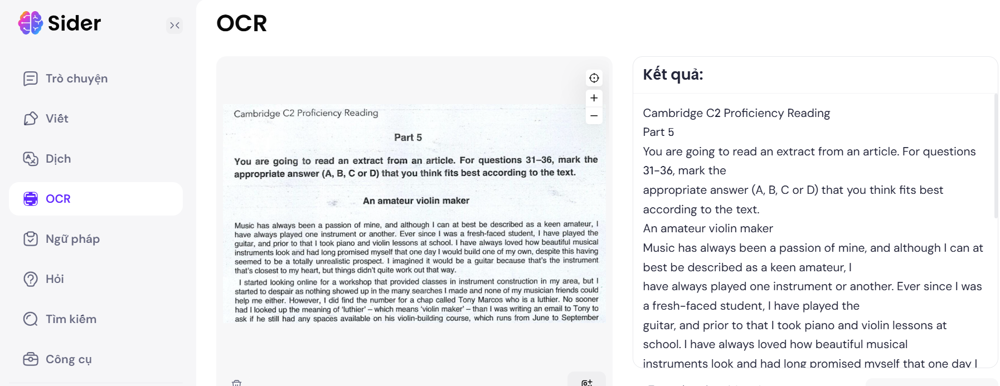 Sider
Trò chuyện
Viết
Dịch
OCR
Ngữ pháp
Hỏi
Tìm kiếm
Công cụ
OCR
Cambridge C2 Proficiency Reading
Part 5
You are going to read an extract from an article. For questions 31–36, mark the
appropriate answer (A, B, C or D) that you think fits best according to the text.
An amateur violin maker
Music has always been a passion of mine, and although I can at best be described as a keen amateur, I
have always played one instrument or another. Ever since I was a fresh-faced student, I have played the
guitar, and prior to that I took piano and violin lessons at school. I have always loved how beautiful musical
instruments look and had long promised myself that one day I would build one of my own, despite this having
seemed to be a totally unrealistic prospect. I imagined it would be a guitar because that's the instrument
that's closest to my heart, but things didn't quite work out that way.
I started looking online for a workshop that provided classes in instrument construction in my area, but I
started to despair as nothing showed up in the many searches I made and none of my musician friends could
help me either. However, I did find the number for a chap called Tony Marcos who is a luthier. No sooner
had I looked up the meaning of 'luthier' – which means 'violin maker' – than I was writing an email to Tony to
ask if he still had any spaces available on his violin-building course, which runs from June to September
Kết quả:
Cambridge C2 Proficiency Reading
Part 5
You are going to read an extract from an article. For questions
31-36, mark the
appropriate answer (A, B, C or D) that you think fits best
according to the text.
An amateur violin maker
Music has always been a passion of mine, and although I can at
best be described as a keen amateur, I
have always played one instrument or another. Ever since I was
a fresh-faced student, I have played the
guitar, and prior to that I took piano and violin lessons at
school. I have always loved how beautiful musical
instruments look and had long promised myself that one day I